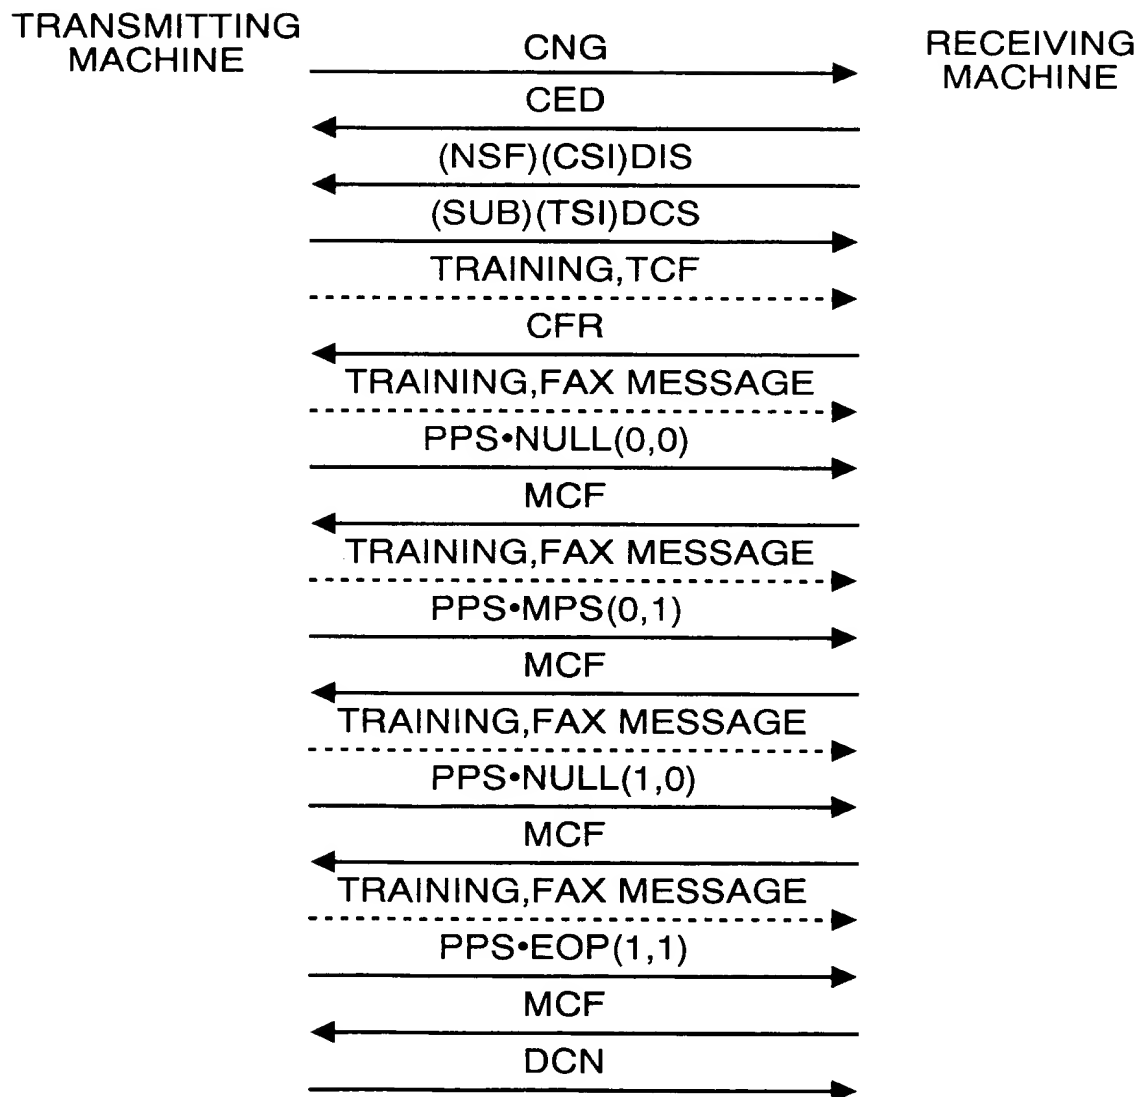 TRANSMITTING
MACHINE
RECEIVING
MACHINE
CNG
CED
(NSF)(CSI)DIS
(SUB)(TSI)DCS
TRAINING,TCF
CFR
TRAINING,FAX MESSAGE
PPS•NULL(0,0)
MCF
TRAINING,FAX MESSAGE
PPS•MPS(0,1)
MCF
TRAINING,FAX MESSAGE
PPS•NULL(1,0)
MCF
TRAINING,FAX MESSAGE
PPS•EOP(1,1)
MCF
DCN